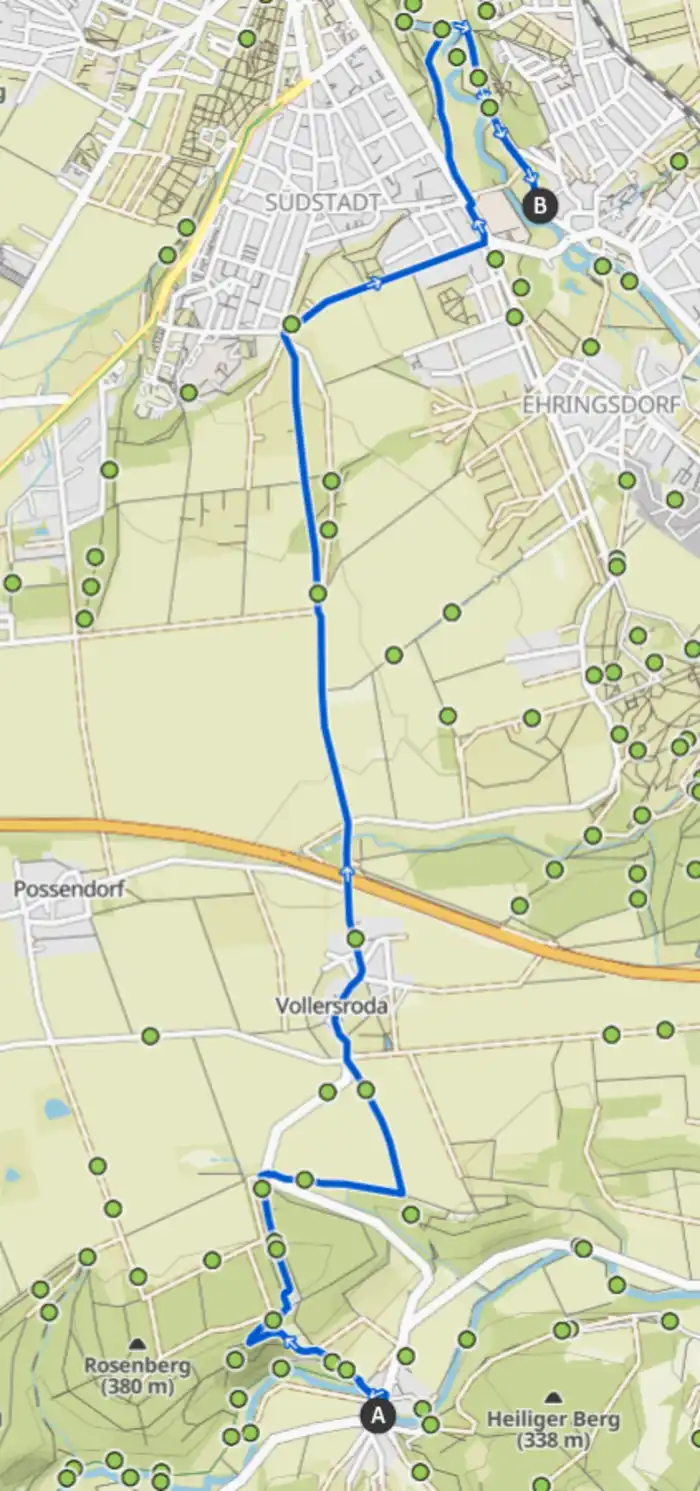 SÜDSTADT
B
EHRINGSDORF
Possendorf
Vollersroda
Rosenberg
(380 m)
A
Heiliger Berg
(338 m)